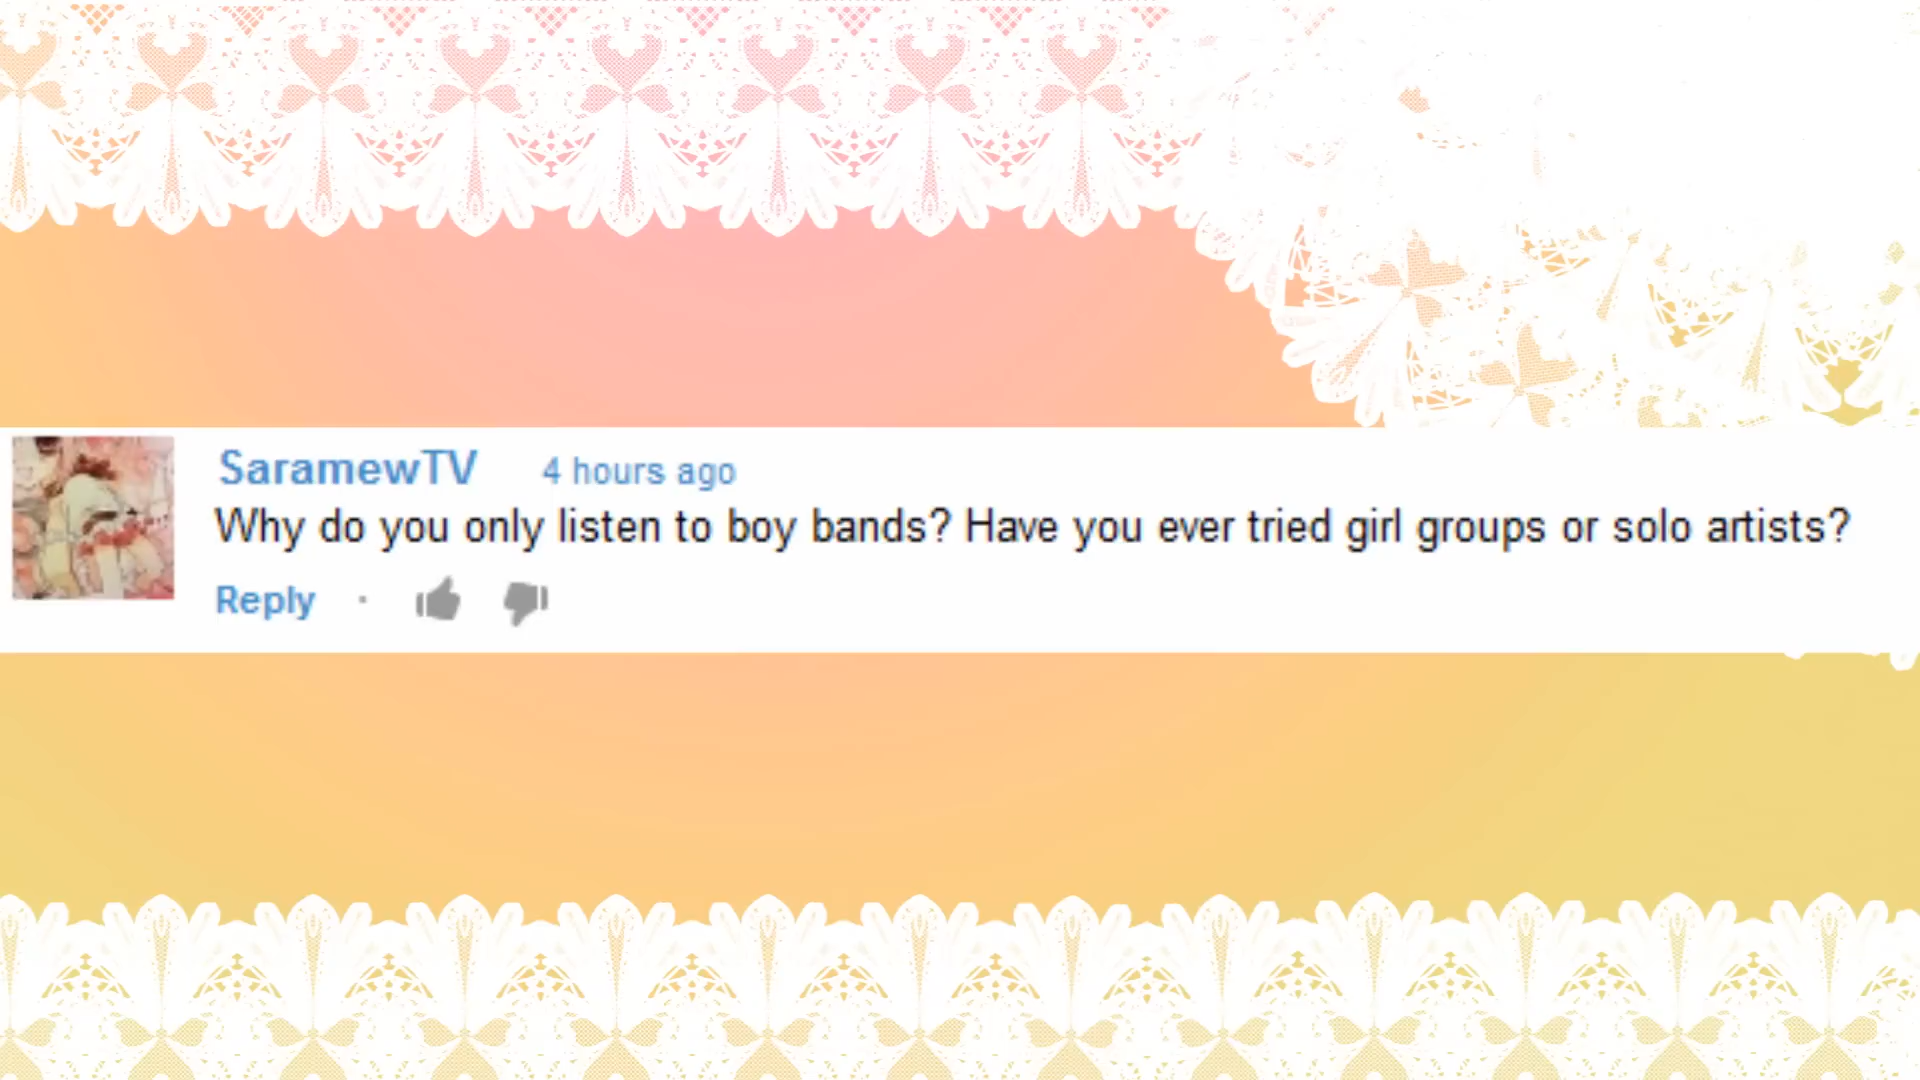 SaramewTV 4 hours ago
Why do you only listen to boy bands? Have you ever tried girl groups or solo artists?
Reply ·